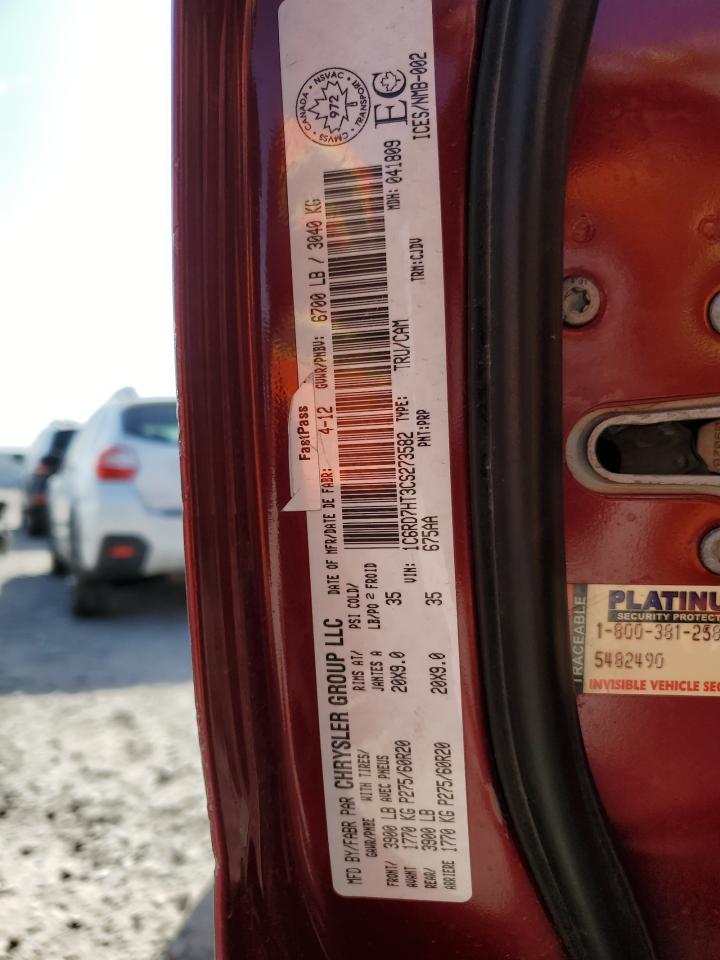 MFD BY/FABR PAR CHRYSLER GROUP LLC
DATE OF MFR/DATE DE FABR: 4-12
GVWR/PNBV: 6700 LB / 3040 KG
FastPass
GAWR/PNBE WITH TIRES/ RIMS AT/ PSI COLD/
AVEC PNEUS JANTES A LB/PO ² FROID
FRONT/ 3900 LB
AVANT 1770 KG P275/60R20 20X9.0 35
REAR/ 3900 LB
ARRIERE 1770 KG P275/60R20 20X9.0 35
VIN: 1C6RD7HT3CS273582 TYPE: TRU/CAM
675AA
PNT:PRP
TRM:CJDV
MDH: 041809
CANADA NSVAC TRANSPORT CMVSS
972
EC
ICES/NMB-002
TRACEABLE
PLATINU
SECURITY PROTECT
1-800-381-258
5482490
INVISIBLE VEHICLE SEC